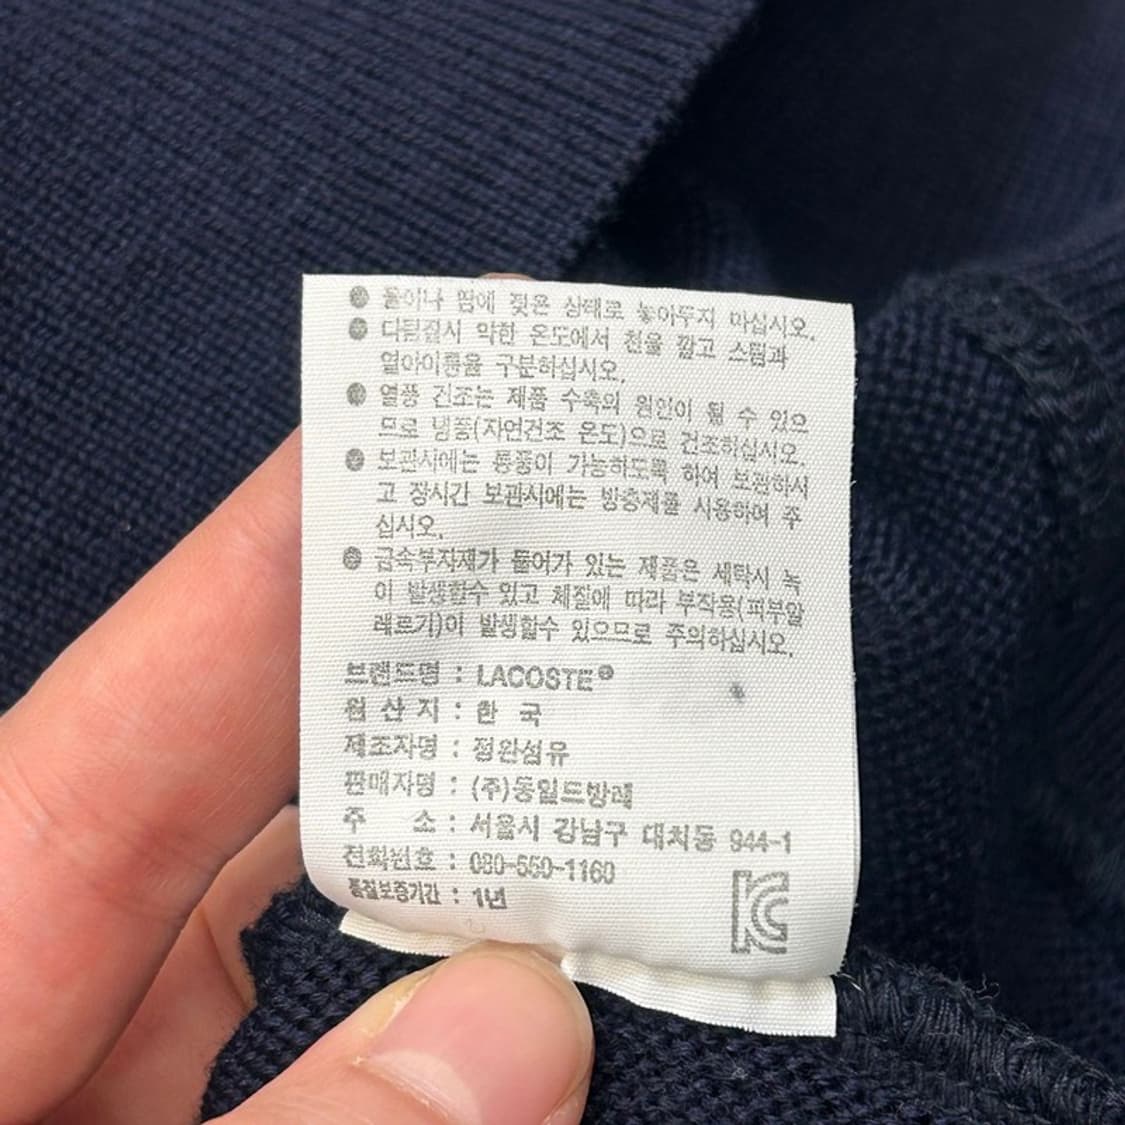 ● 물이나 땀에 젖은 상태로 놓아두지 마십시오.
● 다림질시 약한 온도에서 천을 깔고 스팀과
열아이롱을 구분하십시오.
● 열풍 건조는 제품 수축의 원인이 될 수 있으
므로 냉풍(자연건조 온도)으로 건조하십시오.
● 보관시에는 통풍이 가능하도록 하여 보관하시
고 장시간 보관시에는 방충제를 사용하여 주
십시오.
● 금속부자재가 들어가 있는 제품은 세탁시 녹
이 발생할수 있고 체질에 따라 부작용(피부알
레르기)이 발생할수 있으므로 주의하십시오.
브랜드명 : LACOSTE®
원 산 지 : 한 국
제조자명 : 정완섬유
판매자명 : (주)동일드방레
주 소 : 서울시 강남구 대치동 944-1
전화번호 : 080-550-1160
품질보증기간 : 1년
KC